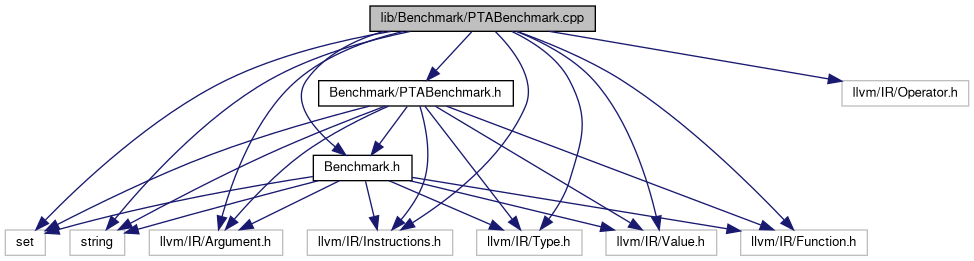 lib/Benchmark/PTABenchmark.cpp
Benchmark/PTABenchmark.h
llvm/IR/Operator.h
Benchmark.h
set
string
llvm/IR/Argument.h
llvm/IR/Instructions.h
llvm/IR/Type.h
llvm/IR/Value.h
llvm/IR/Function.h